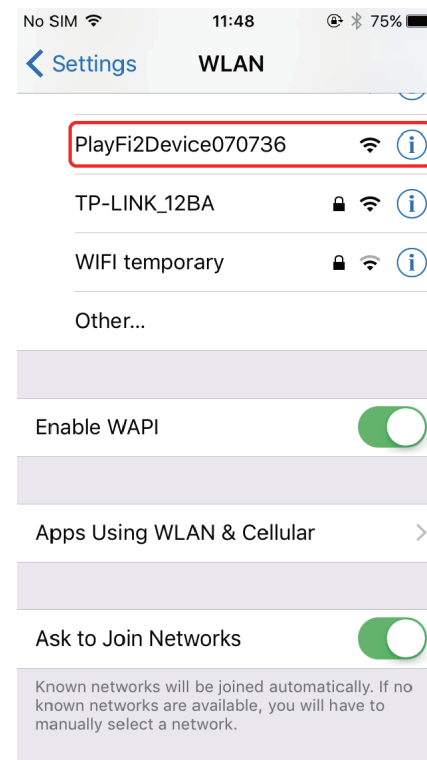 No SIM 11:48 75%
Settings WLAN
PlayFi2Device070736
TP-LINK_12BA
WIFI temporary
Other...
Enable WAPI
Apps Using WLAN & Cellular
Ask to Join Networks
Known networks will be joined automatically. If no
known networks are available, you will have to
manually select a network.